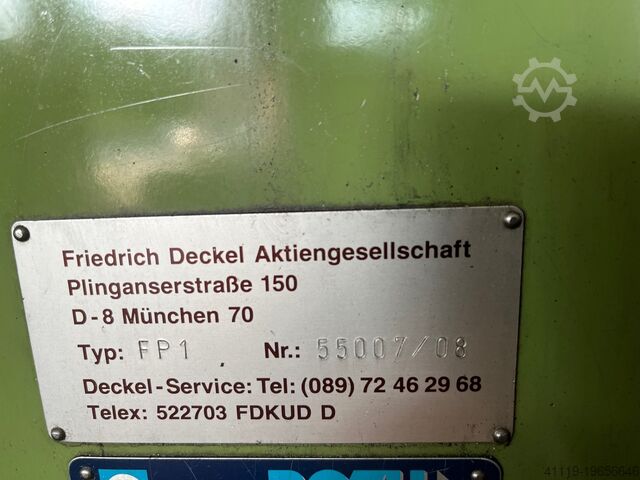 Friedrich Deckel Aktiengesellschaft
Plinganserstraße 150
D-8 München 70
Typ: FP1 Nr.: 55007/08
Deckel-Service: Tel: (089) 72 46 29 68
Telex: 522703 FDKUD D
41119-19656646